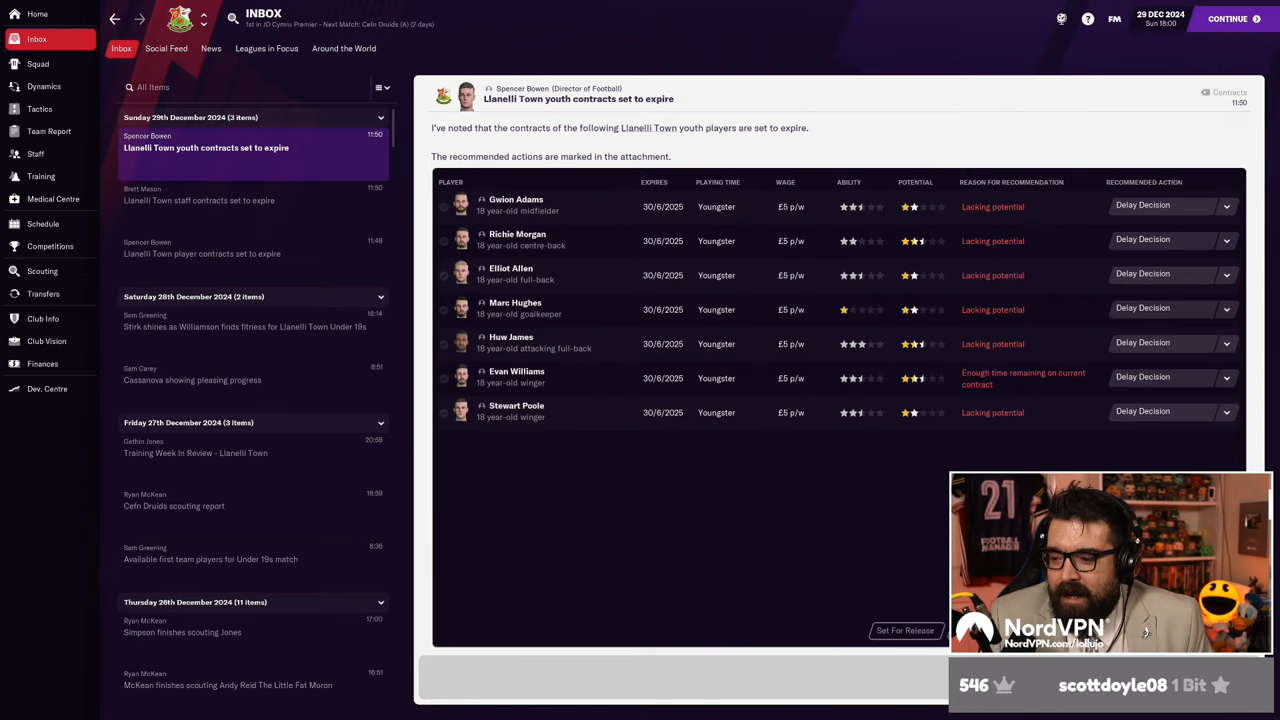 Home
Inbox
Squad
Dynamics
Tactics
Team Report
Staff
Training
Medical Centre
Schedule
Competitions
Scouting
Transfers
Club Info
Club Vision
Finances
Dev. Centre
INBOX
1st in JD Cymru Premier - Next Match: Cefn Druids (A) (2 days)
FM
29 DEC 2024
Sun 18:00
CONTINUE
Inbox Social Feed News Leagues in Focus Around the World
All Items
Sunday 29th December 2024 (3 items)
Spencer Bowen 11:50
Llanelli Town youth contracts set to expire
Brett Mason 11:50
Llanelli Town staff contracts set to expire
Spencer Bowen 11:48
Llanelli Town player contracts set to expire
Saturday 28th December 2024 (2 items)
Sam Greening 16:14
Stirk shines as Williamson finds fitness for Llanelli Town Under 19s
Sam Carey 8:51
Cassanova showing pleasing progress
Friday 27th December 2024 (3 items)
Gathin Jones 20:58
Training Week In Review - Llanelli Town
Ryan McKean 16:59
Cefn Druids scouting report
Sam Greening 8:36
Available first team players for Under 19s match
Thursday 26th December 2024 (11 items)
Ryan McKean 17:00
Simpson finishes scouting Jones
Ryan McKean 16:51
McKean finishes scouting Andy Reid The Little Fat Moron
Spencer Bowen (Director of Football)
Llanelli Town youth contracts set to expire
Contracts
11:50
I've noted that the contracts of the following Llanelli Town youth players are set to expire.
The recommended actions are marked in the attachment.
PLAYER EXPIRES PLAYING TIME WAGE ABILITY POTENTIAL REASON FOR RECOMMENDATION RECOMMENDED ACTION
Gwion Adams
18 year-old midfielder
30/6/2025 Youngster £5 p/w Lacking potential Delay Decision
Richie Morgan
18 year-old centre-back
30/6/2025 Youngster £5 p/w Lacking potential Delay Decision
Elliot Allen
18 year-old full-back
30/6/2025 Youngster £5 p/w Lacking potential Delay Decision
Marc Hughes
18 year-old goalkeeper
30/6/2025 Youngster £5 p/w Lacking potential Delay Decision
Huw James
18 year-old attacking full-back
30/6/2025 Youngster £5 p/w Lacking potential Delay Decision
Evan Williams
18 year-old winger
30/6/2025 Youngster £5 p/w Enough time remaining on current
contract
Delay Decision
Stewart Poole
18 year-old winger
30/6/2025 Youngster £5 p/w Lacking potential Delay Decision
Set For Release
21
FOOTBALL
MANAGER
NordVPN
NordVPN.com/lollujo
546 scottdoyle08 1 Bit